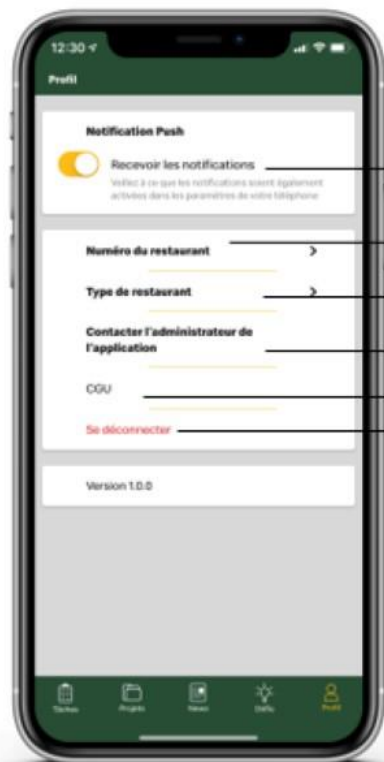 12:30
Profil
Notification Push
Recevoir les notifications
Veillez à ce que les notifications soient également
activées dans les paramètres de votre téléphone
Numéro du restaurant
Type de restaurant
Contacter l'administrateur de
l'application
CGU
Se déconnecter
Version 1.0.0
Tâches Projets News Défis Profil